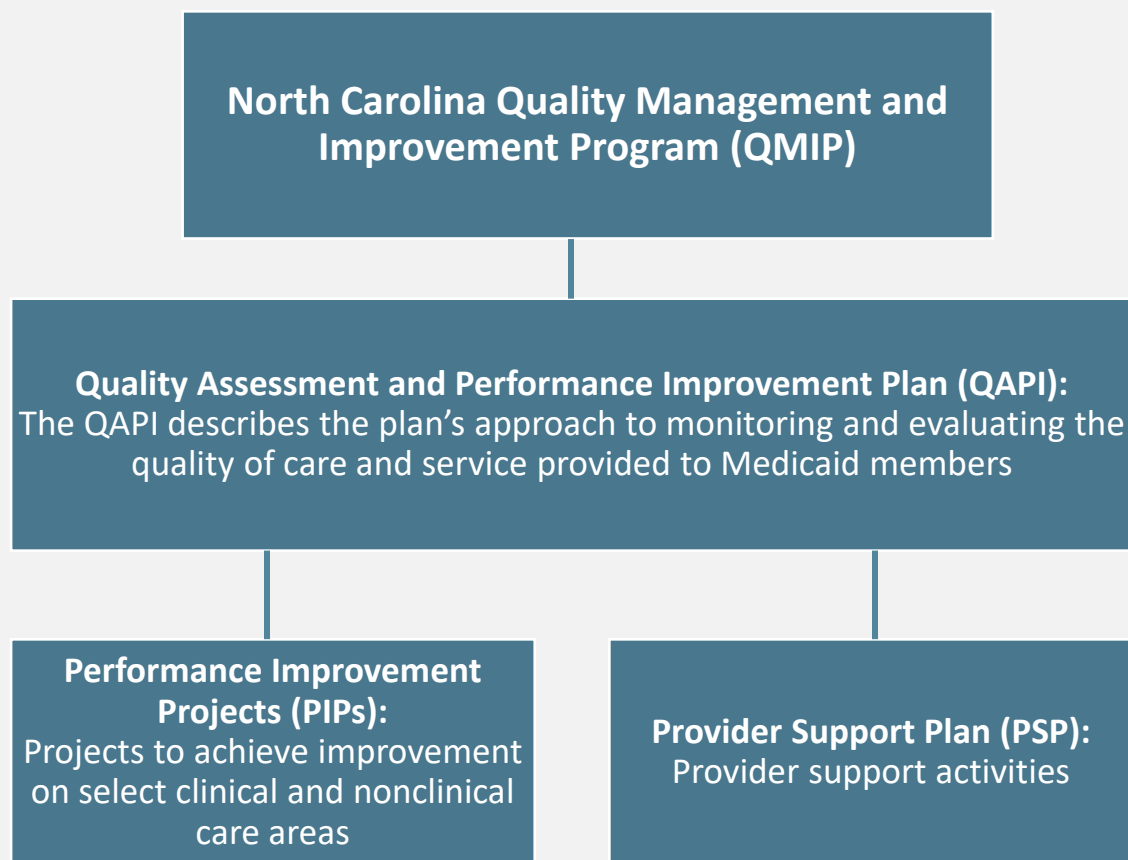 North Carolina Quality Management and
Improvement Program (QMIP)
Quality Assessment and Performance Improvement Plan (QAPI):
The QAPI describes the plan’s approach to monitoring and evaluating the
quality of care and service provided to Medicaid members
Performance Improvement
Projects (PIPs):
Projects to achieve improvement
on select clinical and nonclinical
care areas
Provider Support Plan (PSP):
Provider support activities